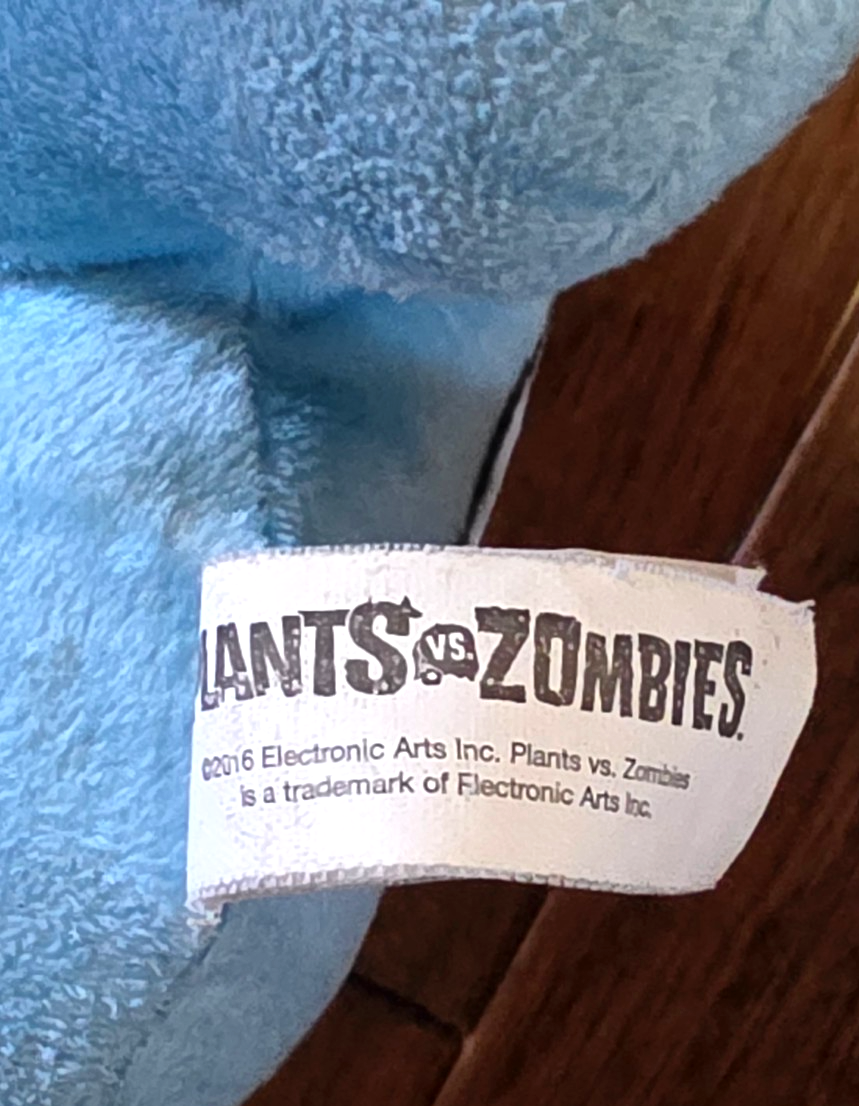 LANTS VS. ZOMBIES.
©2016 Electronic Arts Inc. Plants vs. Zombies
is a trademark of Electronic Arts Inc.